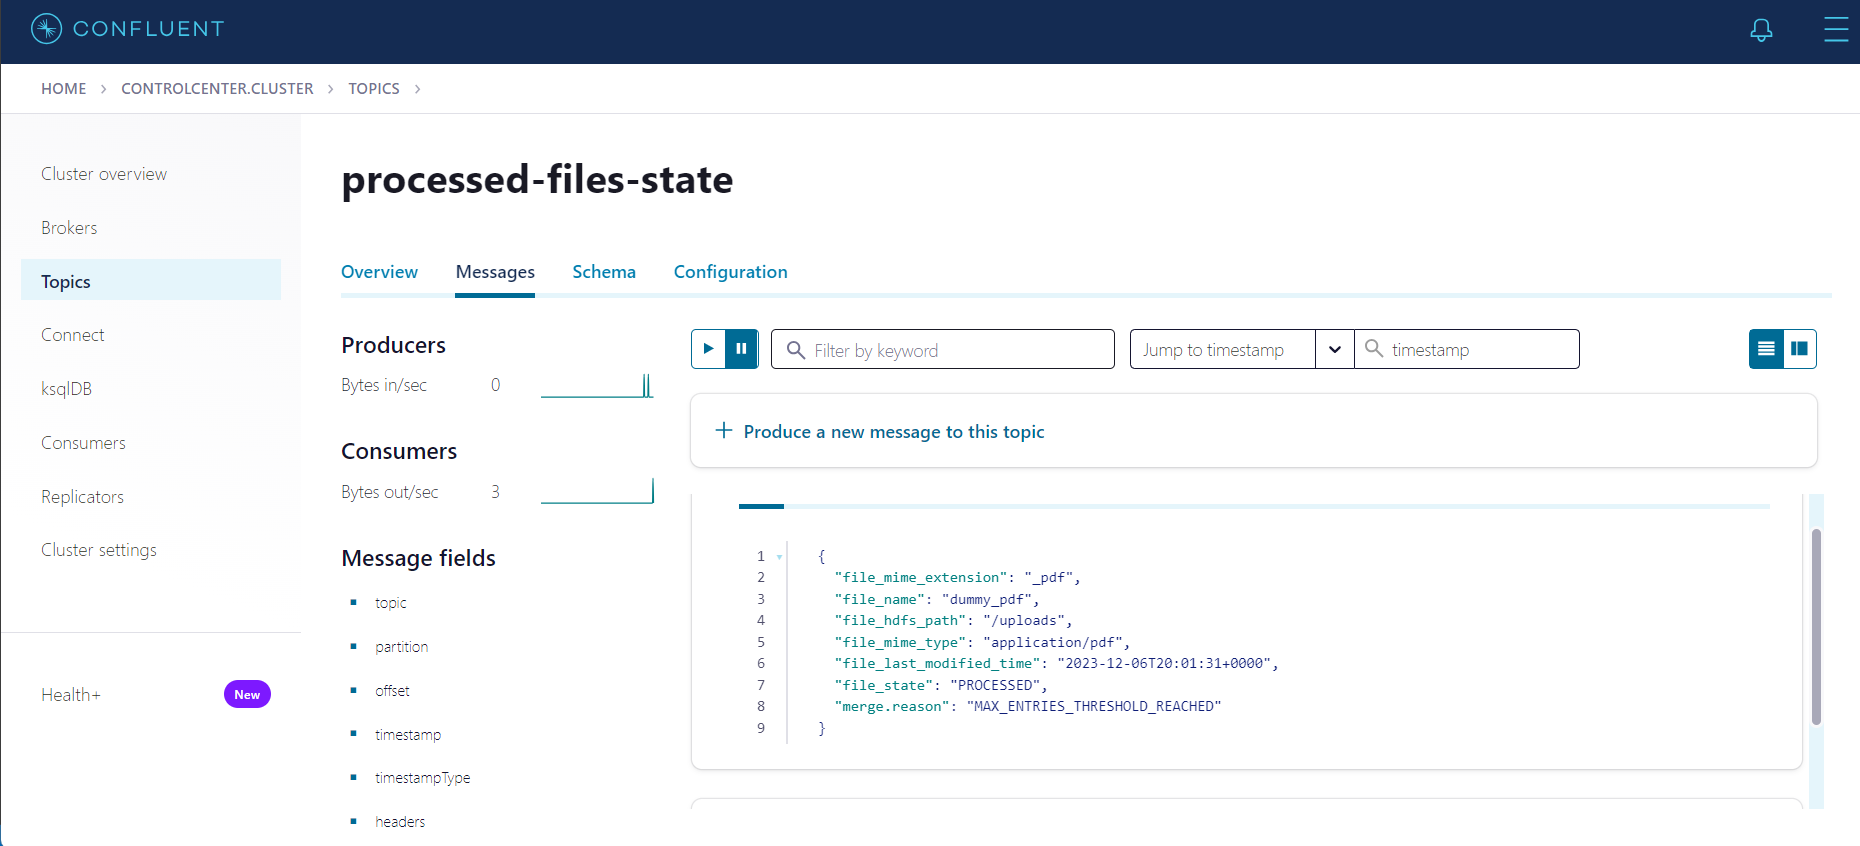 CONFLUENT
HOME > CONTROLCENTER.CLUSTER > TOPICS >
Cluster overview
Brokers
Topics
Connect
ksqlDB
Consumers
Replicators
Cluster settings
Health+ New
processed-files-state
Overview Messages Schema Configuration
Producers
Bytes in/sec 0
Consumers
Bytes out/sec 3
Message fields
topic
partition
offset
timestamp
timestampType
headers
Filter by keyword
Jump to timestamp
timestamp
+ Produce a new message to this topic
1 {
2 "file_mime_extension": "_pdf",
3 "file_name": "dummy_pdf",
4 "file_hdfs_path": "/uploads",
5 "file_mime_type": "application/pdf",
6 "file_last_modified_time": "2023-12-06T20:01:31+0000",
7 "file_state": "PROCESSED",
8 "merge.reason": "MAX_ENTRIES_THRESHOLD_REACHED"
9 }